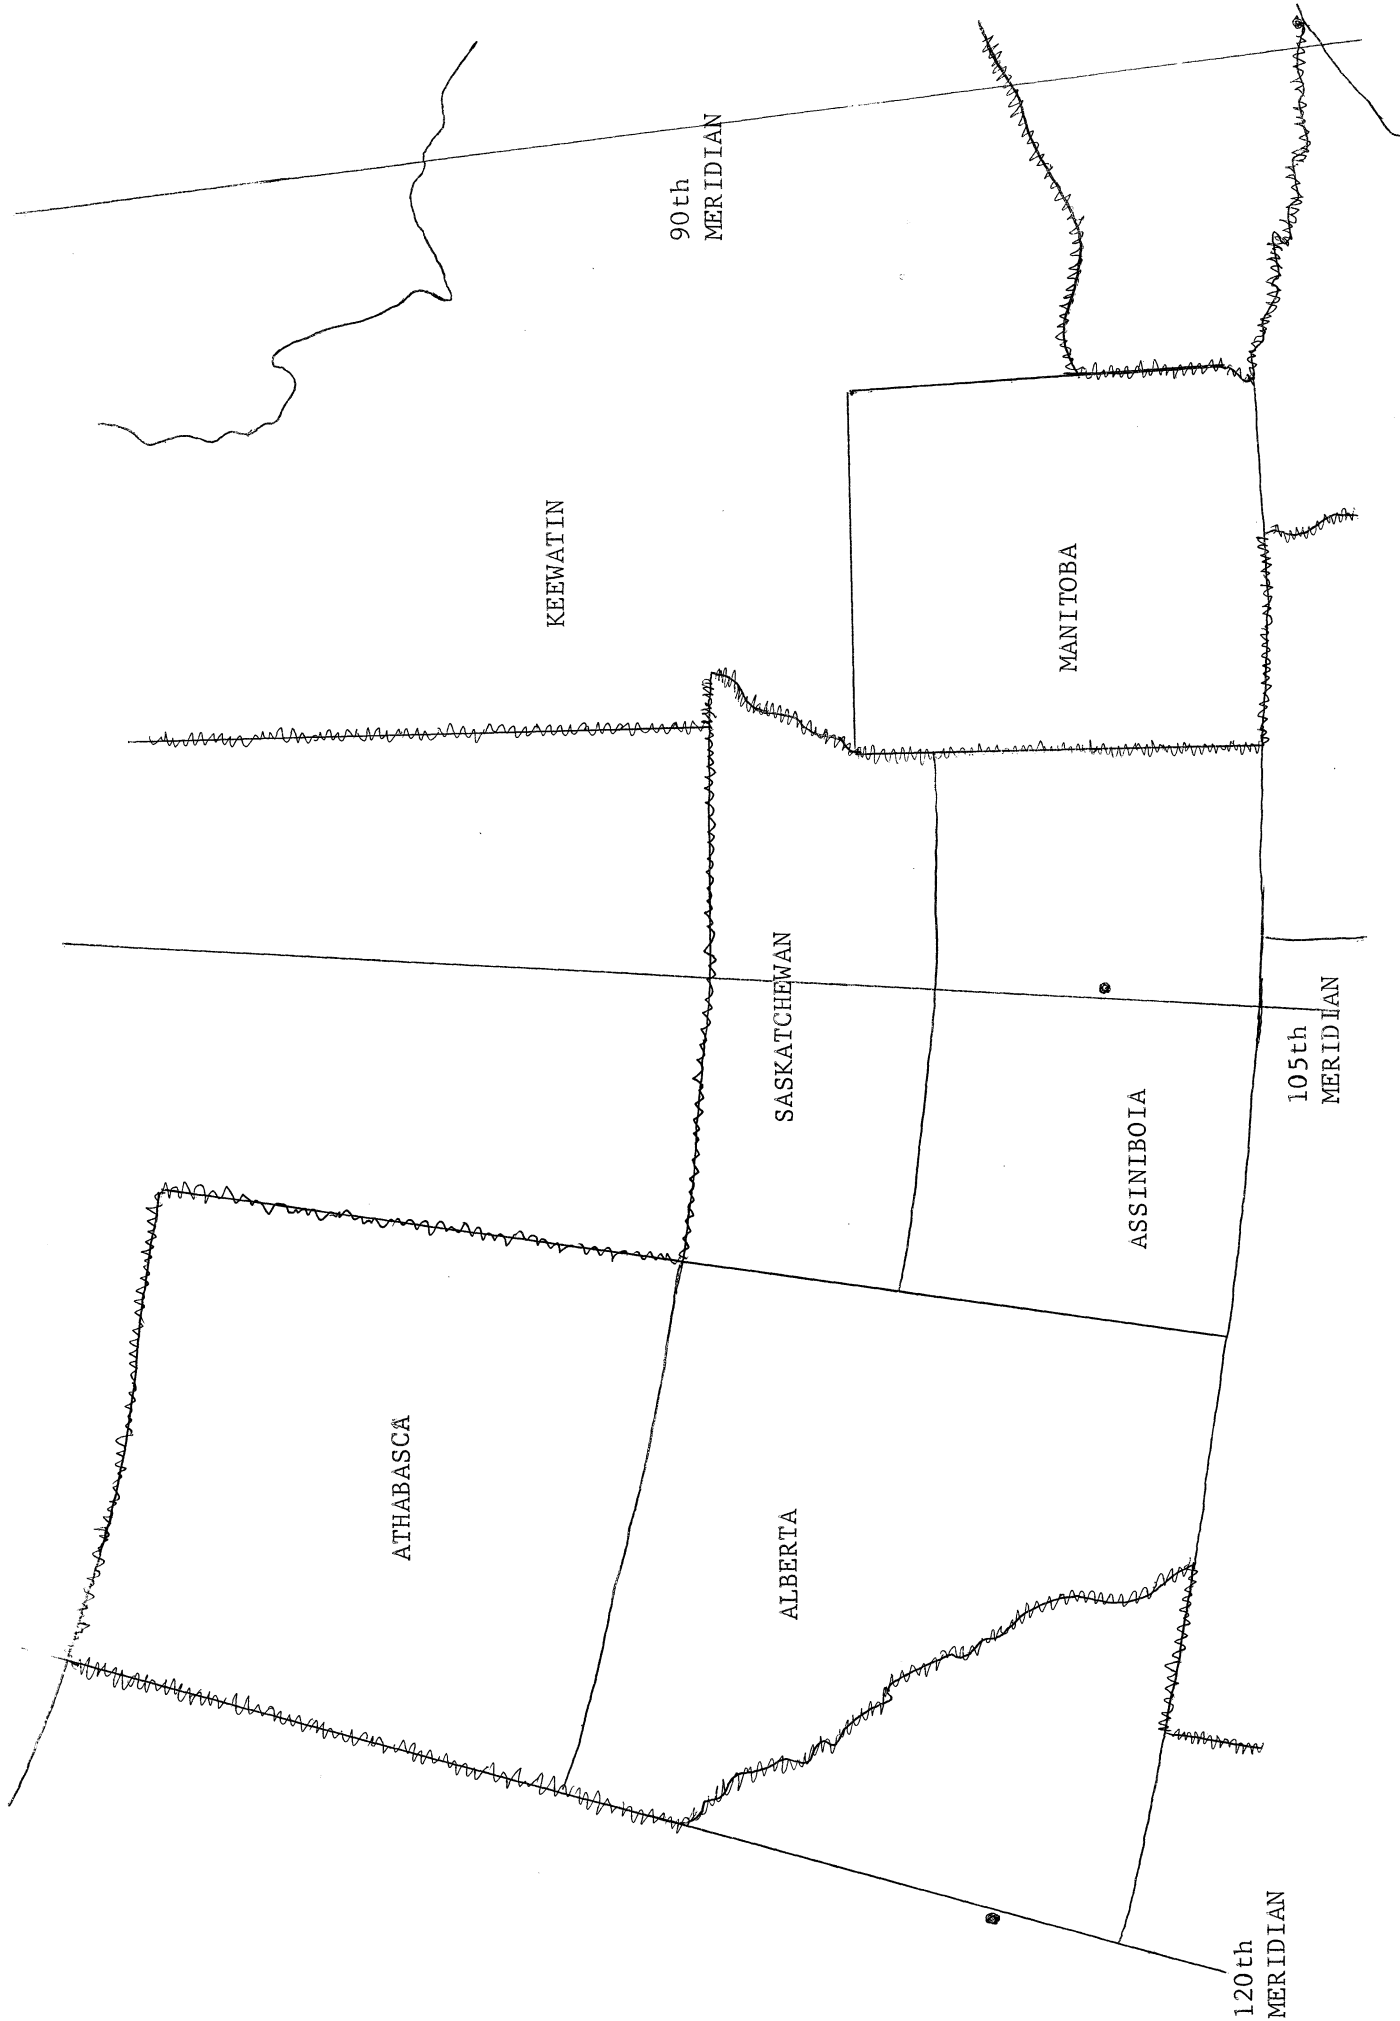 KEEWATIN
90th
MERIDIAN
ATHABASCA
SASKATCHEWAN
MANITOBA
ALBERTA
ASSINIBOIA
105th
MERIDIAN
120th
MERIDIAN